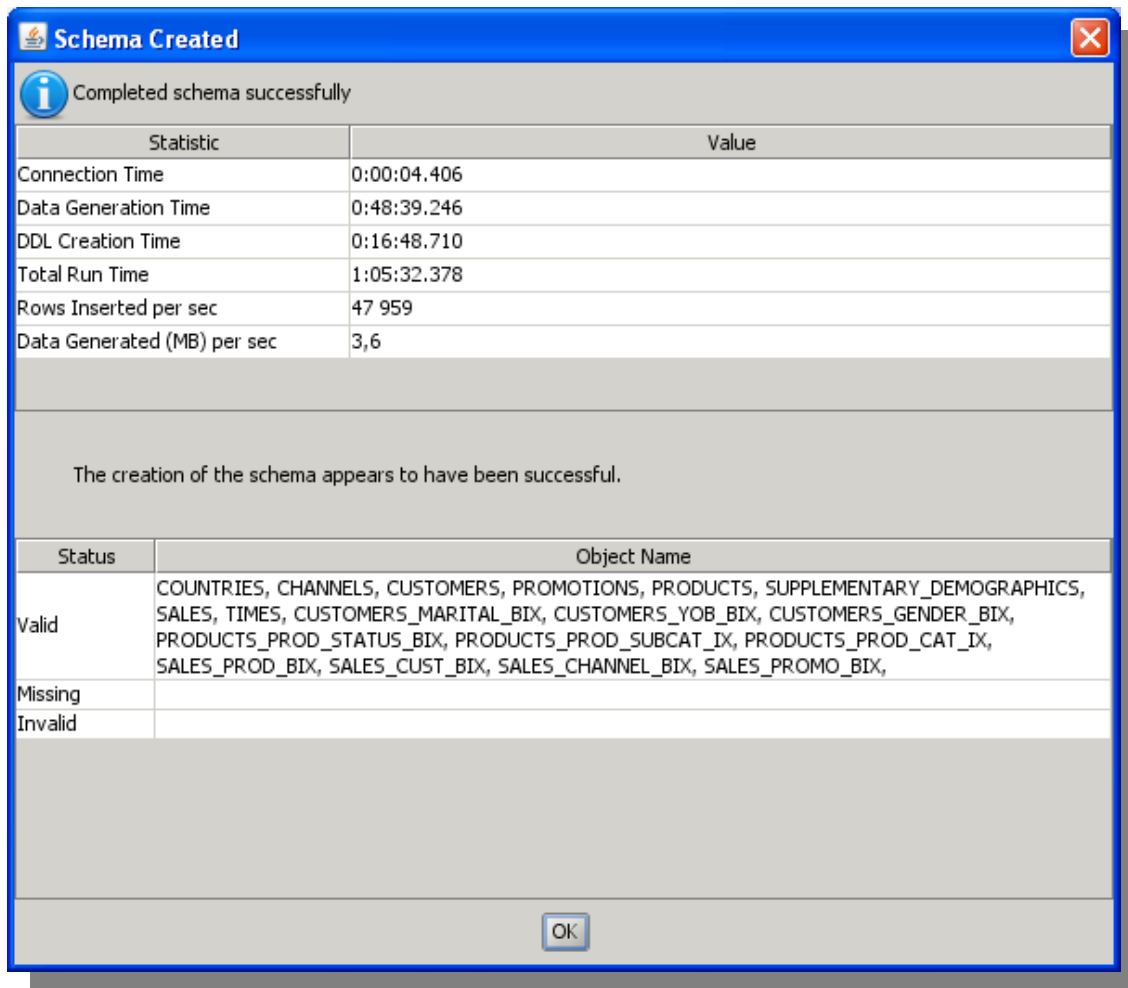 Schema Created
Completed schema successfully
Statistic Value
Connection Time 0:00:04.406
Data Generation Time 0:48:39.246
DDL Creation Time 0:16:48.710
Total Run Time 1:05:32.378
Rows Inserted per sec 47 959
Data Generated (MB) per sec 3,6
The creation of the schema appears to have been successful.
Status Object Name
COUNTRIES, CHANNELS, CUSTOMERS, PROMOTIONS, PRODUCTS, SUPPLEMENTARY_DEMOGRAPHICS,
Valid SALES, TIMES, CUSTOMERS_MARITAL_BIX, CUSTOMERS_YOB_BIX, CUSTOMERS_GENDER_BIX,
PRODUCTS_PROD_STATUS_BIX, PRODUCTS_PROD_SUBCAT_IX, PRODUCTS_PROD_CAT_IX,
SALES_PROD_BIX, SALES_CUST_BIX, SALES_CHANNEL_BIX, SALES_PROMO_BIX,
Missing
Invalid
OK